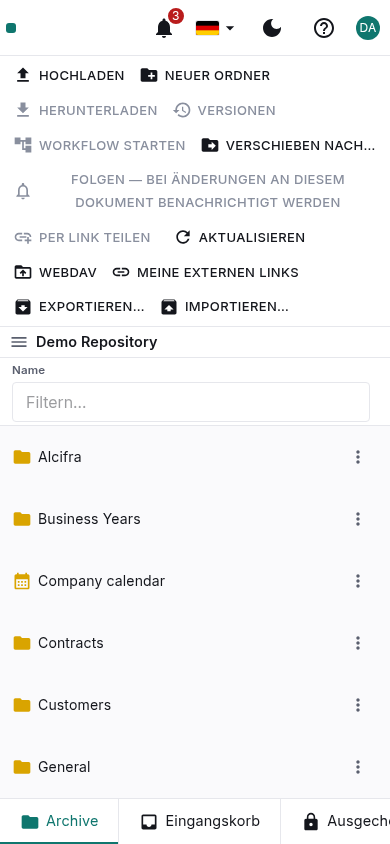 3
DA
HOCHLADEN NEUER ORDNER
HERUNTERLADEN VERSIONEN
WORKFLOW STARTEN VERSCHIEBEN NACH...
FOLGEN — BEI ÄNDERUNGEN AN DIESEM
DOKUMENT BENACHRICHTIGT WERDEN
PER LINK TEILEN AKTUALISIEREN
WEBDAV MEINE EXTERNEN LINKS
EXPORTIEREN... IMPORTIEREN...
Demo Repository
Name
Filtern...
Alcifra
Business Years
Company calendar
Contracts
Customers
General
Archive Eingangskorb Ausgeche